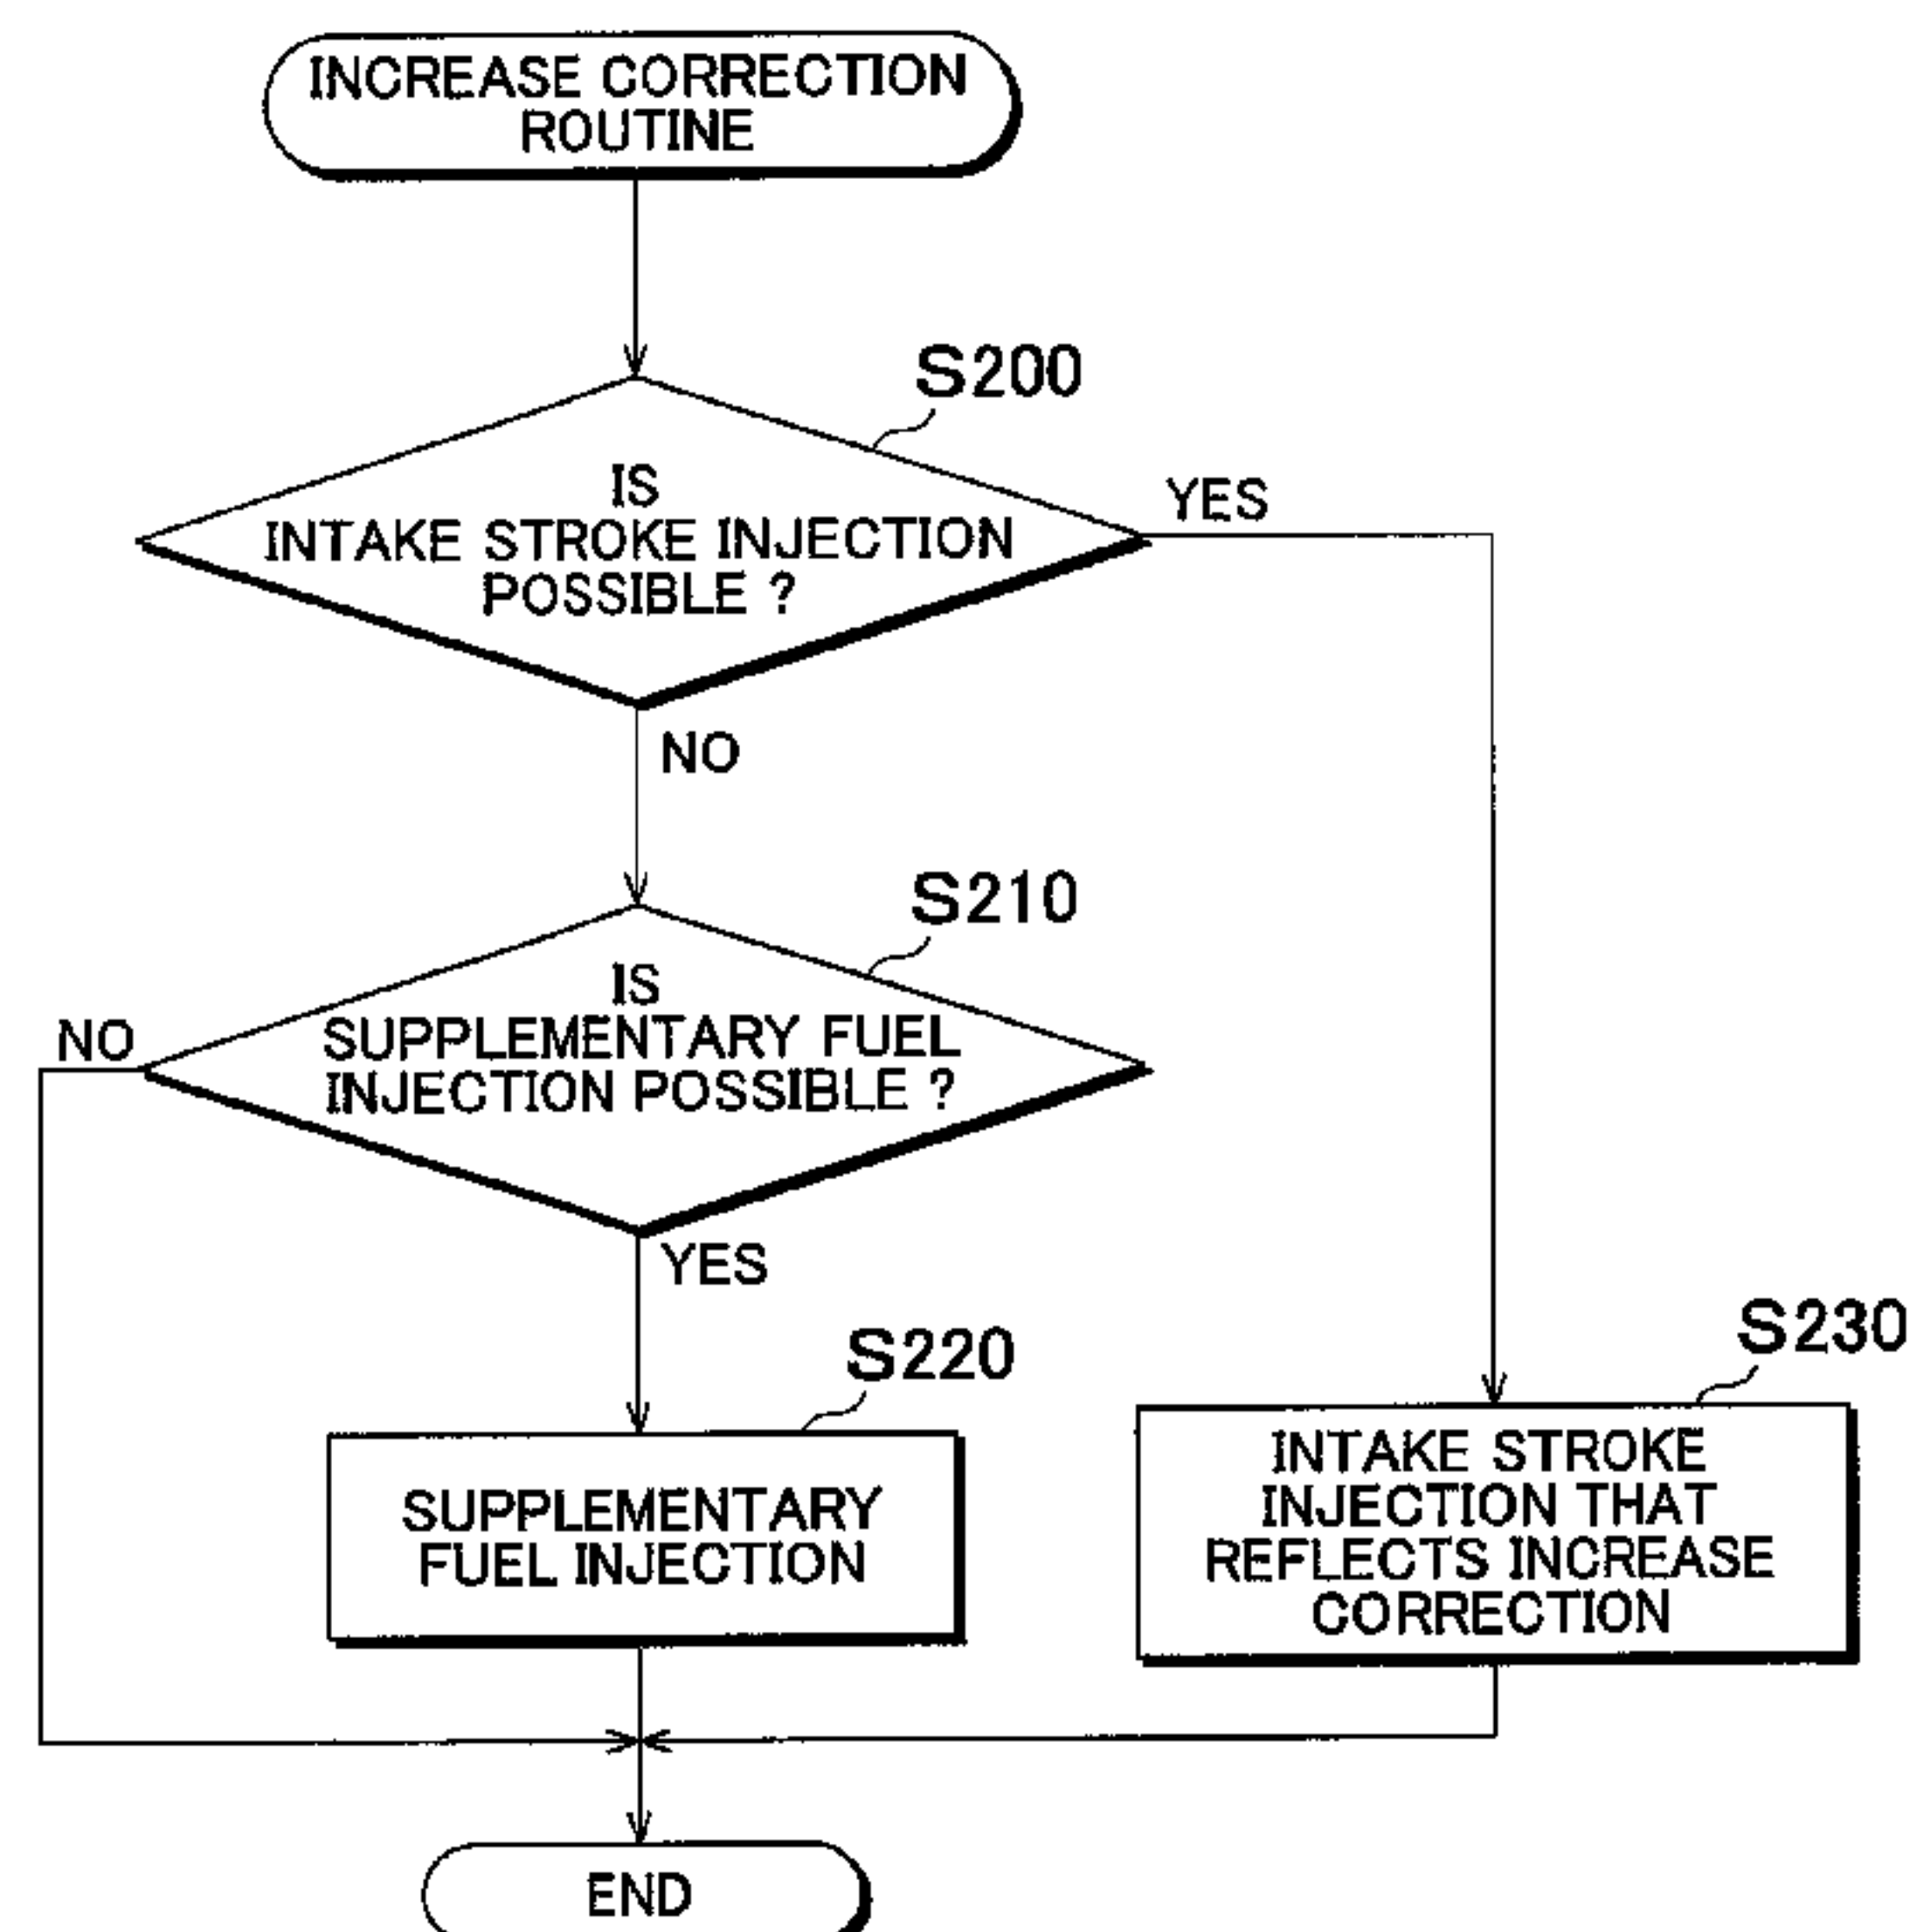 INCREASE CORRECTION
ROUTINE
S200
IS
INTAKE STROKE INJECTION
POSSIBLE ?
YES
NO
S210
IS
SUPPLEMENTARY FUEL
INJECTION POSSIBLE ?
NO
YES
S220
SUPPLEMENTARY
FUEL INJECTION
S230
INTAKE STROKE
INJECTION THAT
REFLECTS INCREASE
CORRECTION
END